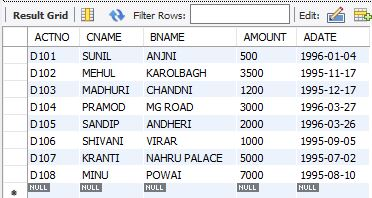 Result Grid Filter Rows: Edit:
ACTNO CNAME BNAME AMOUNT ADATE
D101 SUNIL ANJNI 500 1996-01-04
D102 MEHUL KAROLBAGH 3500 1995-11-17
D103 MADHURI CHANDNI 1200 1995-12-17
D104 PRAMOD MG ROAD 3000 1996-03-27
D105 SANDIP ANDHERI 2000 1996-03-26
D106 SHIVANI VIRAR 1000 1995-09-05
D107 KRANTI NAHRU PALACE 5000 1995-07-02
D108 MINU POWAI 7000 1995-08-10
NULL NULL NULL NULL NULL